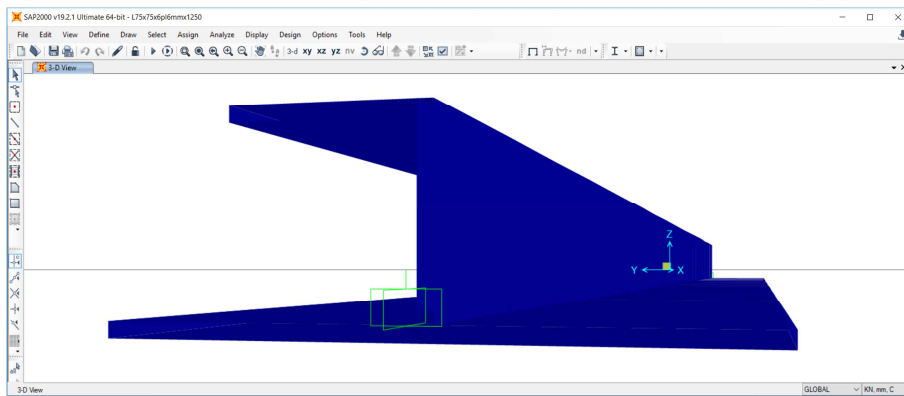 SAP2000 v19.2.1 Ultimate 64-bit - L75x75x6pl6mmx1250
File Edit View Define Draw Select Assign Analyze Display Design Options Tools Help
3-d xy xz yz nv nd
3-D View
Z
Y X
3-D View GLOBAL KN, mm, C